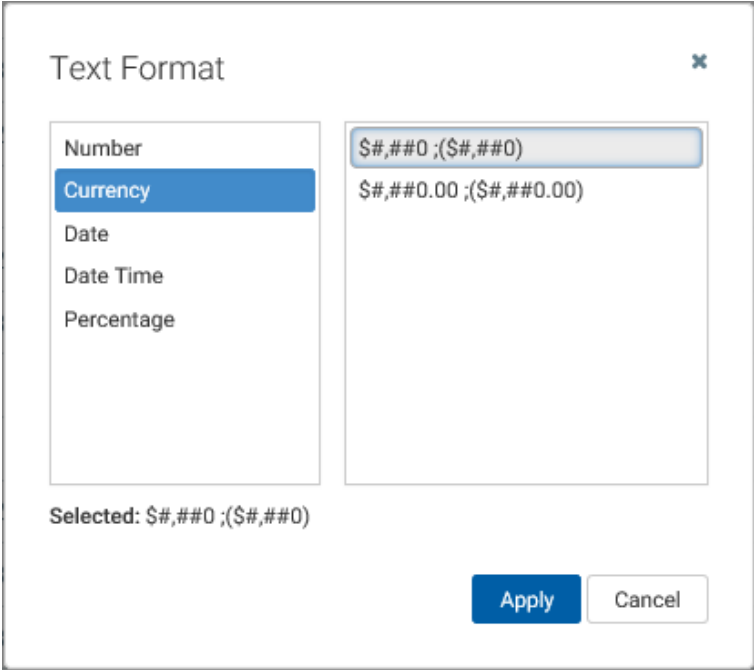 Text Format
Number
Currency
Date
Date Time
Percentage
$#,##0 ;($#,##0)
$#,##0.00 ;($#,##0.00)
Selected: $#,##0 ;($#,##0)
Apply
Cancel